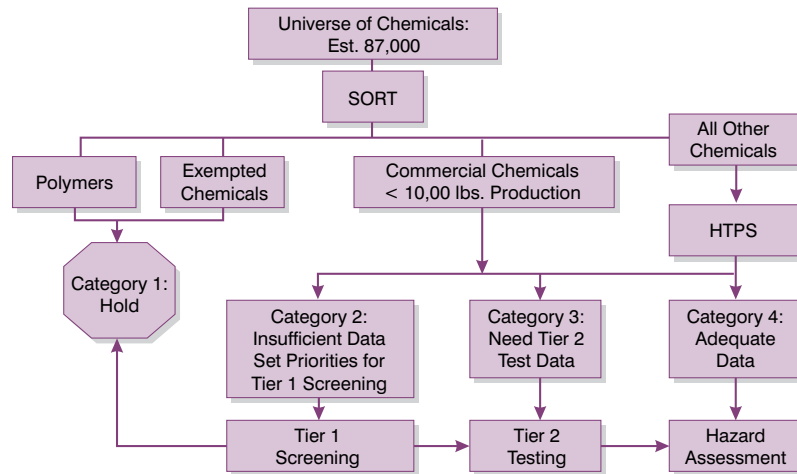 Universe of Chemicals:
Est. 87,000
SORT
Polymers
Exempted
Chemicals
Commercial Chemicals
< 10,00 lbs. Production
All Other
Chemicals
HTPS
Category 1:
Hold
Category 2:
Insufficient Data
Set Priorities for
Tier 1 Screening
Category 3:
Need Tier 2
Test Data
Category 4:
Adequate
Data
Tier 1
Screening
Tier 2
Testing
Hazard
Assessment